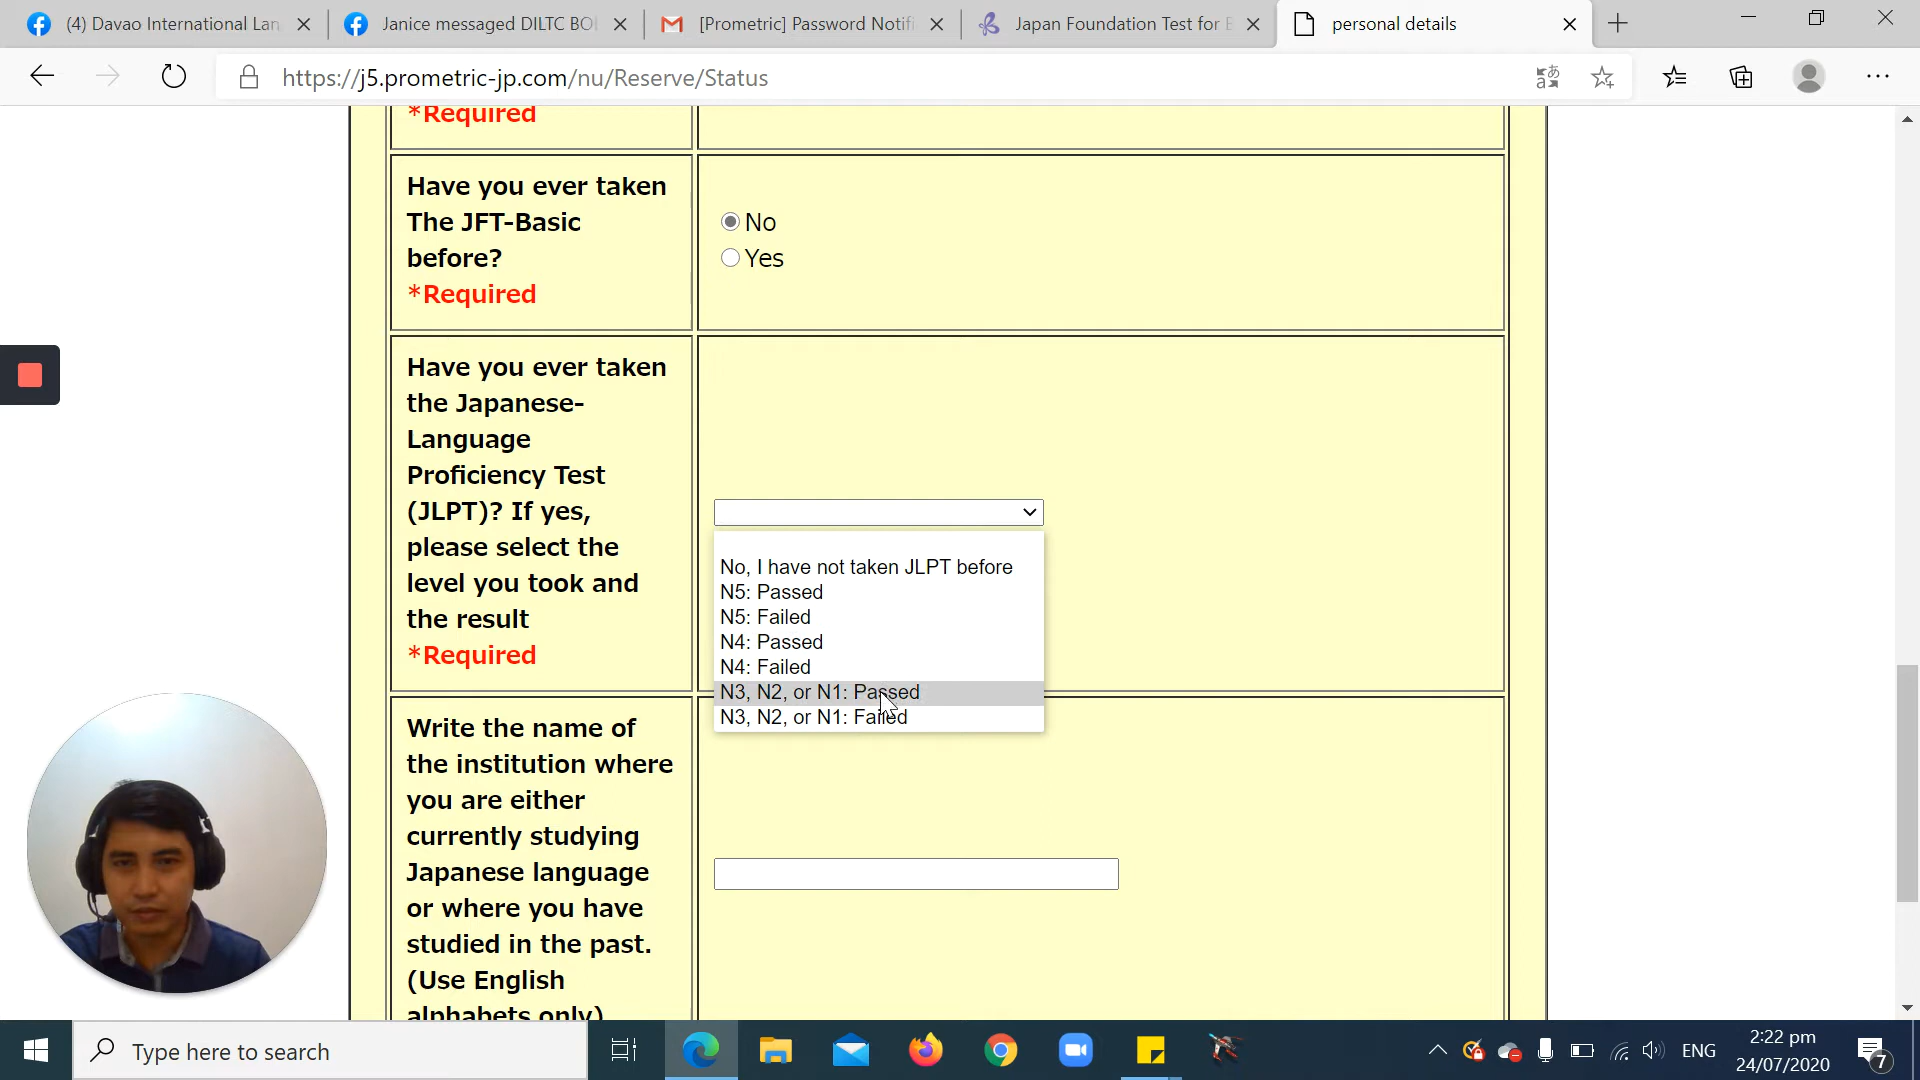 (4) Davao International Lan
Janice messaged DILTC BO
[Prometric] Password Notifi
Japan Foundation Test for B
personal details
https://j5.prometric-jp.com/nu/Reserve/Status
*Required
Have you ever taken
The JFT-Basic
before?
*Required
No
Yes
Have you ever taken
the Japanese-
Language
Proficiency Test
(JLPT)? If yes,
please select the
level you took and
the result
*Required
No, I have not taken JLPT before
N5: Passed
N5: Failed
N4: Passed
N4: Failed
N3, N2, or N1: Passed
N3, N2, or N1: Failed
Write the name of
the institution where
you are either
currently studying
Japanese language
or where you have
studied in the past.
(Use English
alphabets only)
Type here to search
ENG
2:22 pm
24/07/2020
7